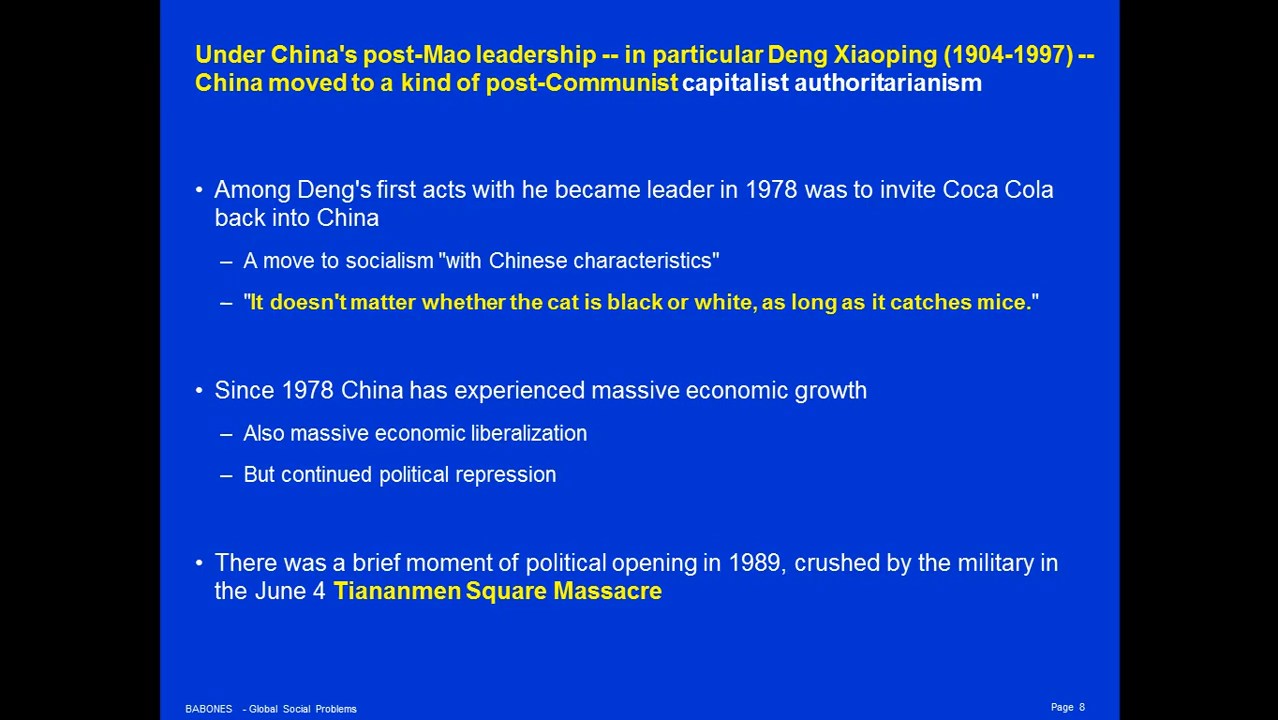 Under China's post-Mao leadership -- in particular Deng Xiaoping (1904-1997) --
China moved to a kind of post-Communist capitalist authoritarianism
• Among Deng's first acts with he became leader in 1978 was to invite Coca Cola
back into China
– A move to socialism "with Chinese characteristics"
– "It doesn't matter whether the cat is black or white, as long as it catches mice."
• Since 1978 China has experienced massive economic growth
– Also massive economic liberalization
– But continued political repression
• There was a brief moment of political opening in 1989, crushed by the military in
the June 4 Tiananmen Square Massacre
BABONES - Global Social Problems
Page 8